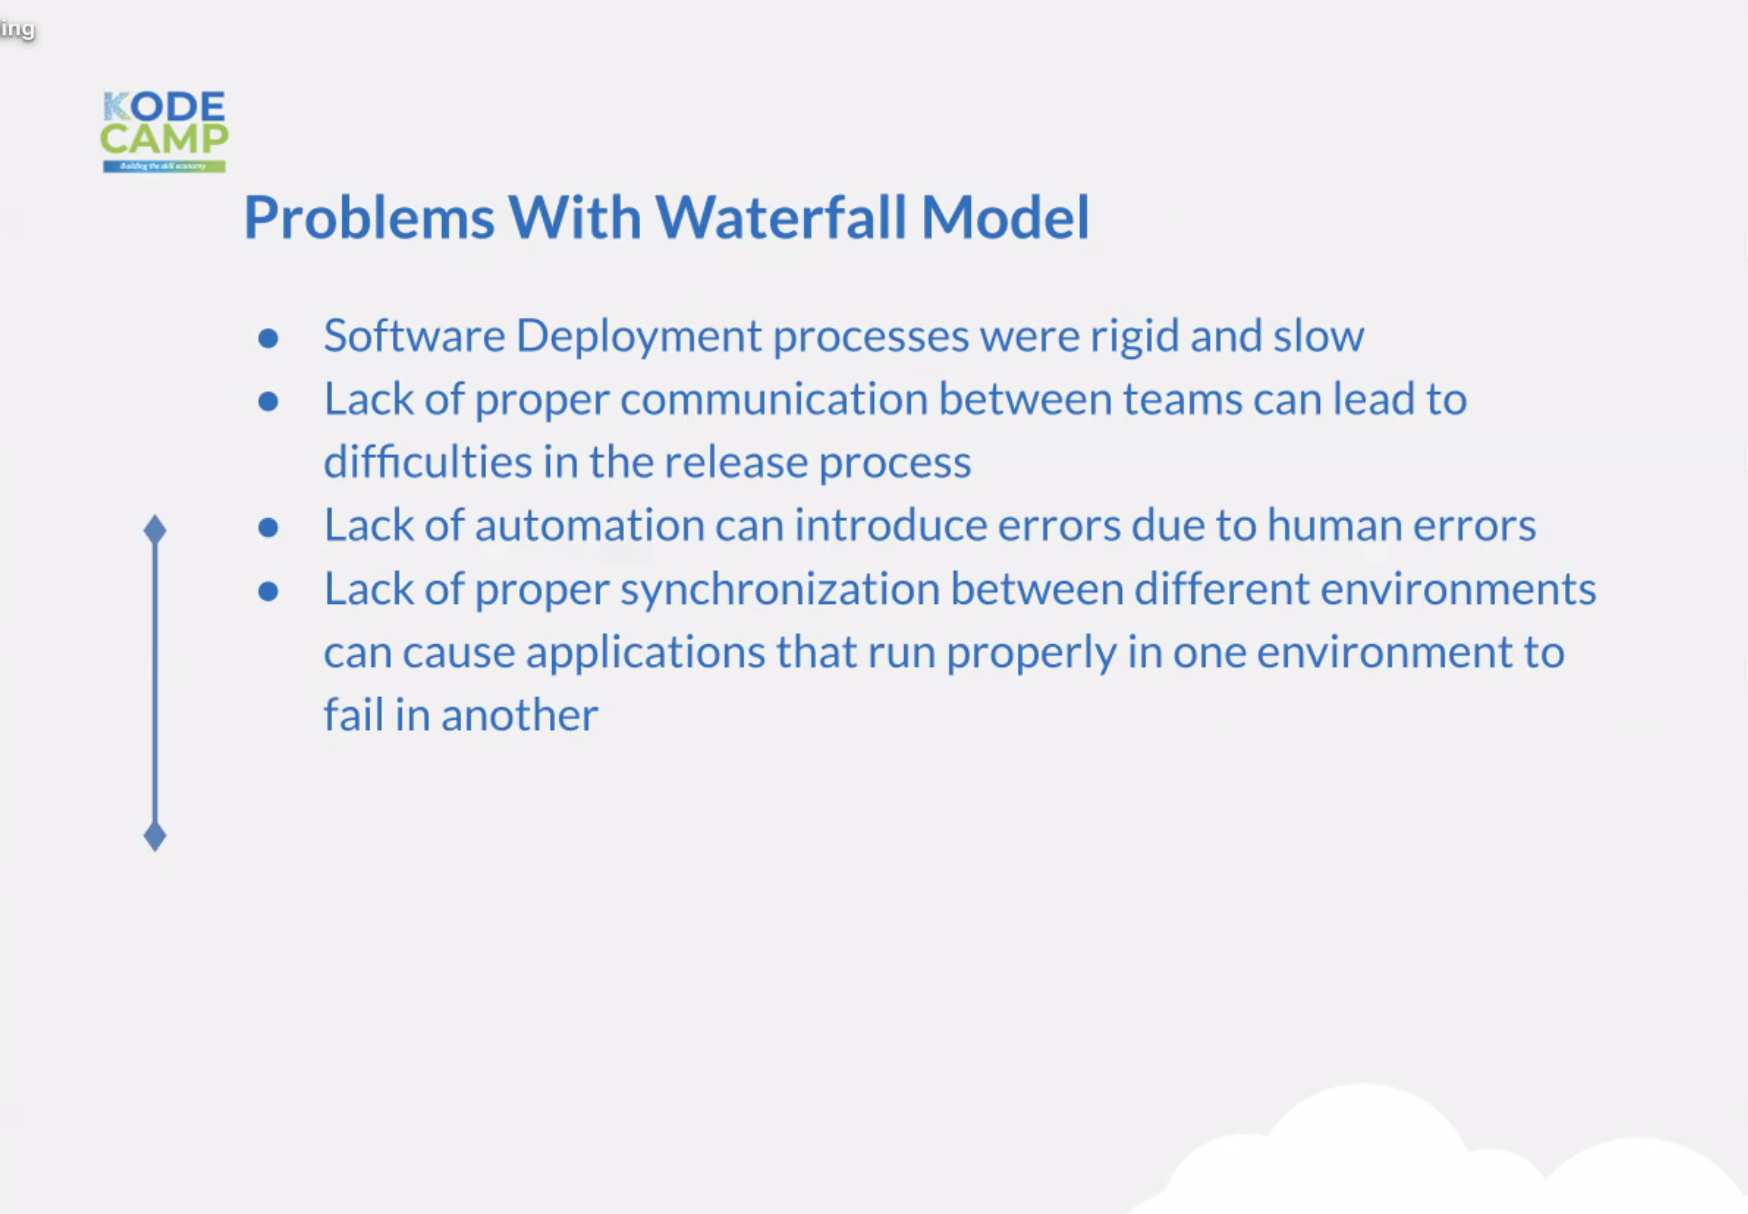 ing
KODE
CAMP
Building the skill economy
Problems With Waterfall Model
● Software Deployment processes were rigid and slow
● Lack of proper communication between teams can lead to
difficulties in the release process
● Lack of automation can introduce errors due to human errors
● Lack of proper synchronization between different environments
can cause applications that run properly in one environment to
fail in another